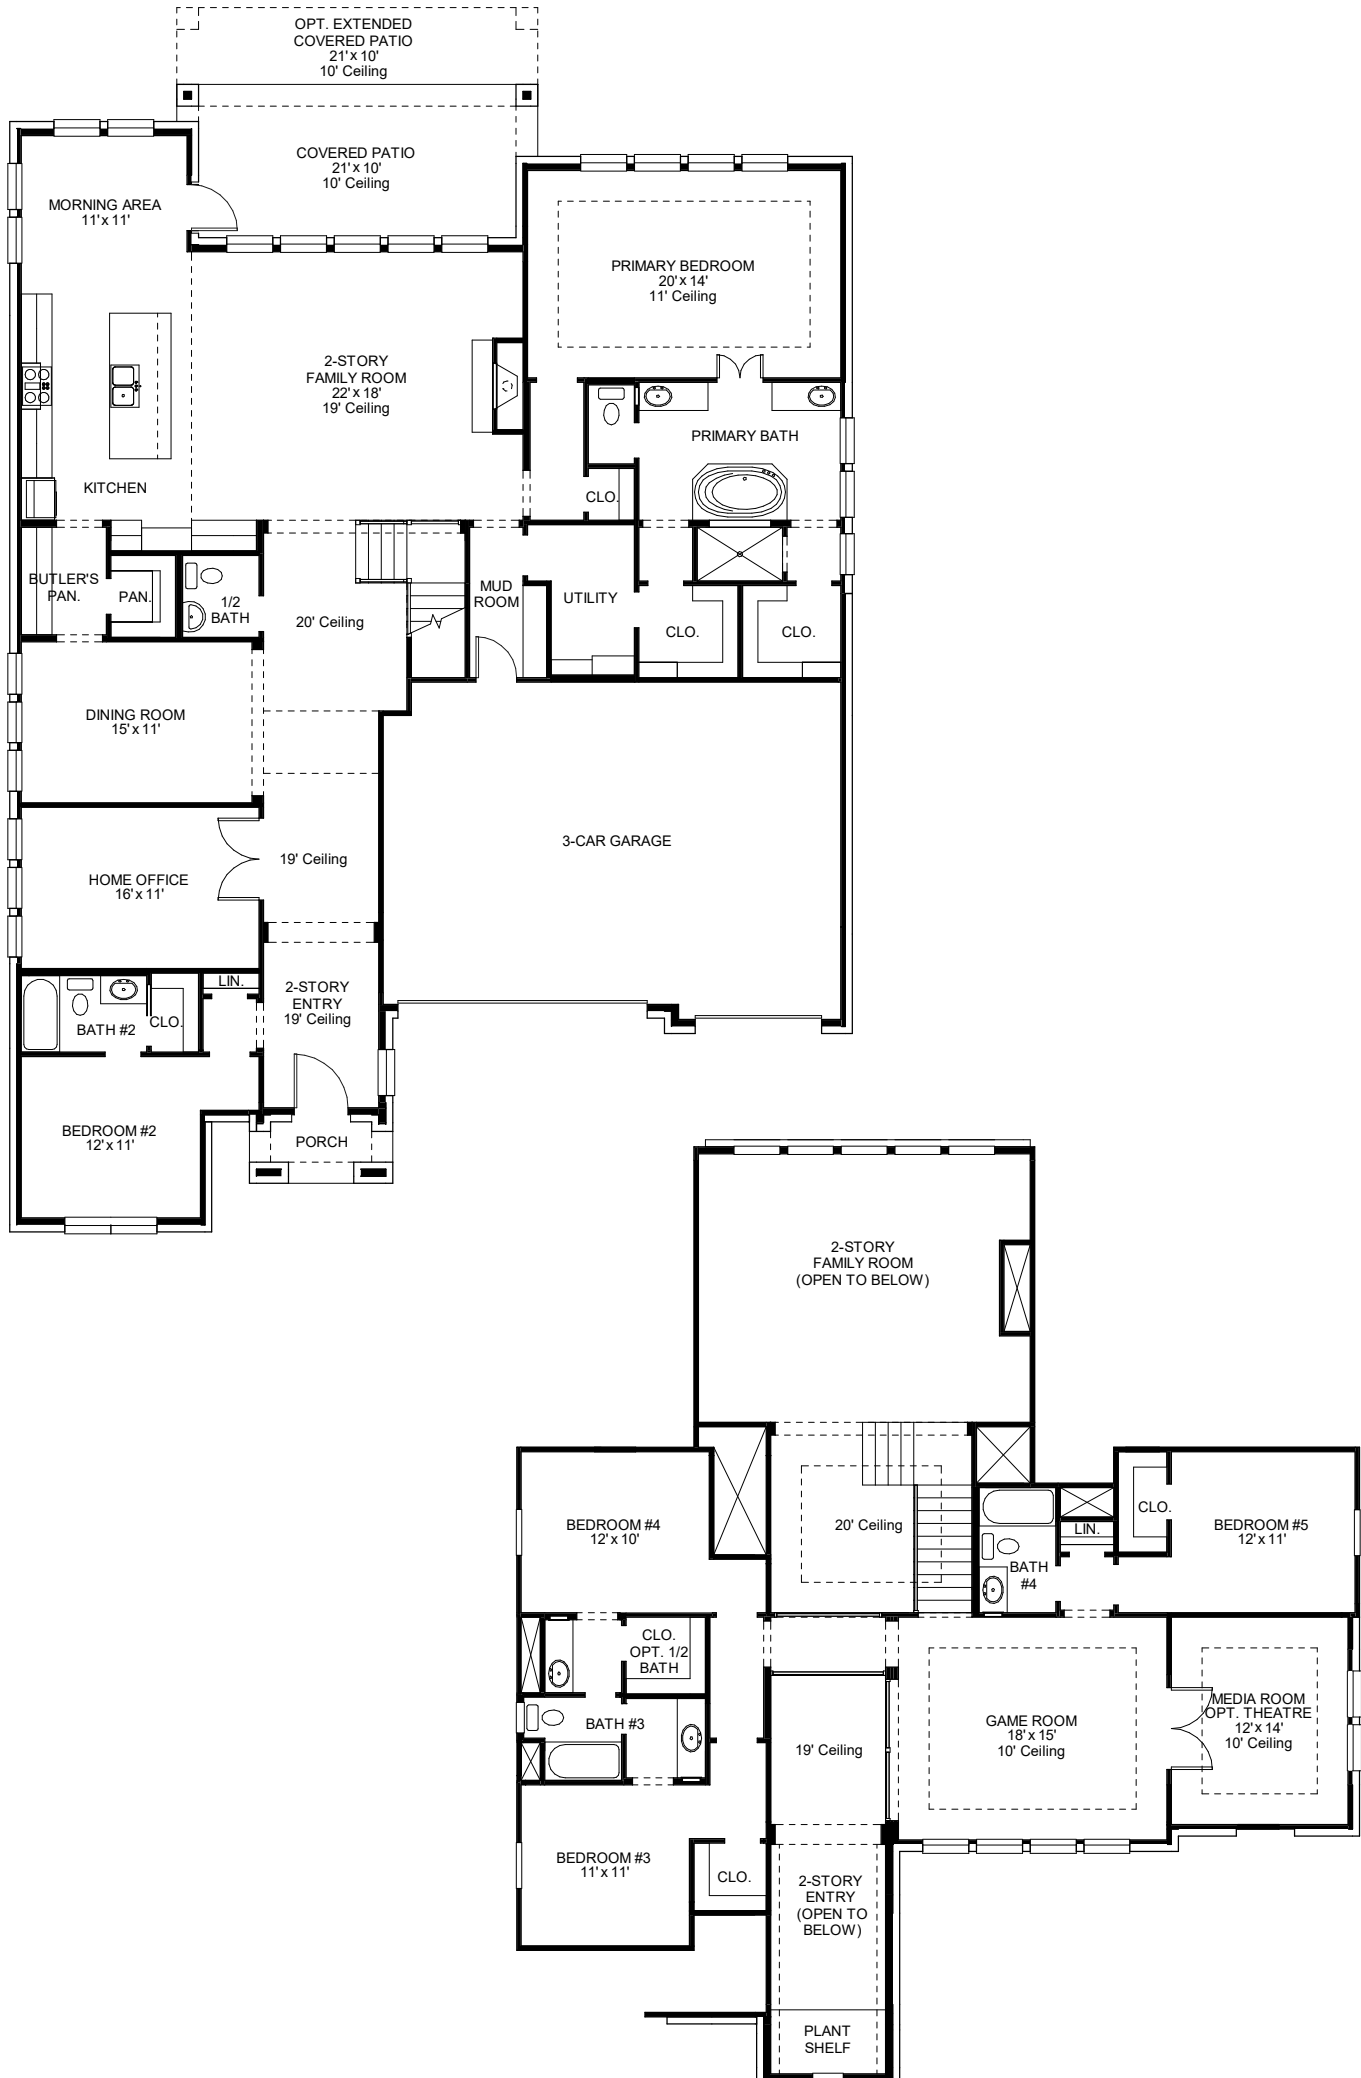 OPT. EXTENDED
COVERED PATIO
21' x 10'
10' Ceiling
COVERED PATIO
21' x 10'
10' Ceiling
MORNING AREA
11' x 11'
PRIMARY BEDROOM
20' x 14'
11' Ceiling
2-STORY
FAMILY ROOM
22' x 18'
19' Ceiling
PRIMARY BATH
KITCHEN
CLO.
BUTLER'S
PAN.
PAN.
1/2
BATH
20' Ceiling
MUD
ROOM
UTILITY
CLO.
CLO.
DINING ROOM
15' x 11'
3-CAR GARAGE
19' Ceiling
HOME OFFICE
16' x 11'
LIN.
2-STORY
ENTRY
19' Ceiling
BATH #2
CLO.
BEDROOM #2
12' x 11'
PORCH
2-STORY
FAMILY ROOM
(OPEN TO BELOW)
BEDROOM #4
12' x 10'
20' Ceiling
CLO.
LIN.
BEDROOM #5
12' x 11'
BATH
#4
CLO.
OPT. 1/2
BATH
BATH #3
19' Ceiling
GAME ROOM
18' x 15'
10' Ceiling
MEDIA ROOM
OPT. THEATRE
12' x 14'
10' Ceiling
BEDROOM #3
11' x 11'
CLO.
2-STORY
ENTRY
(OPEN TO
BELOW)
PLANT
SHELF